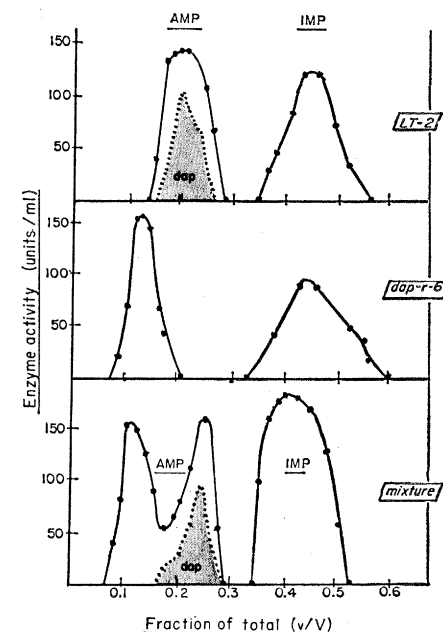 AMP
IMP
150
100
50
LT-2
dap
150
100
50
dap-r-6
150
100
50
AMP
IMP
mixture
dap
0.1
0.2
0.3
0.4
0.5
0.6
Enzyme activity (units/ml)
Fraction of total (v/V)